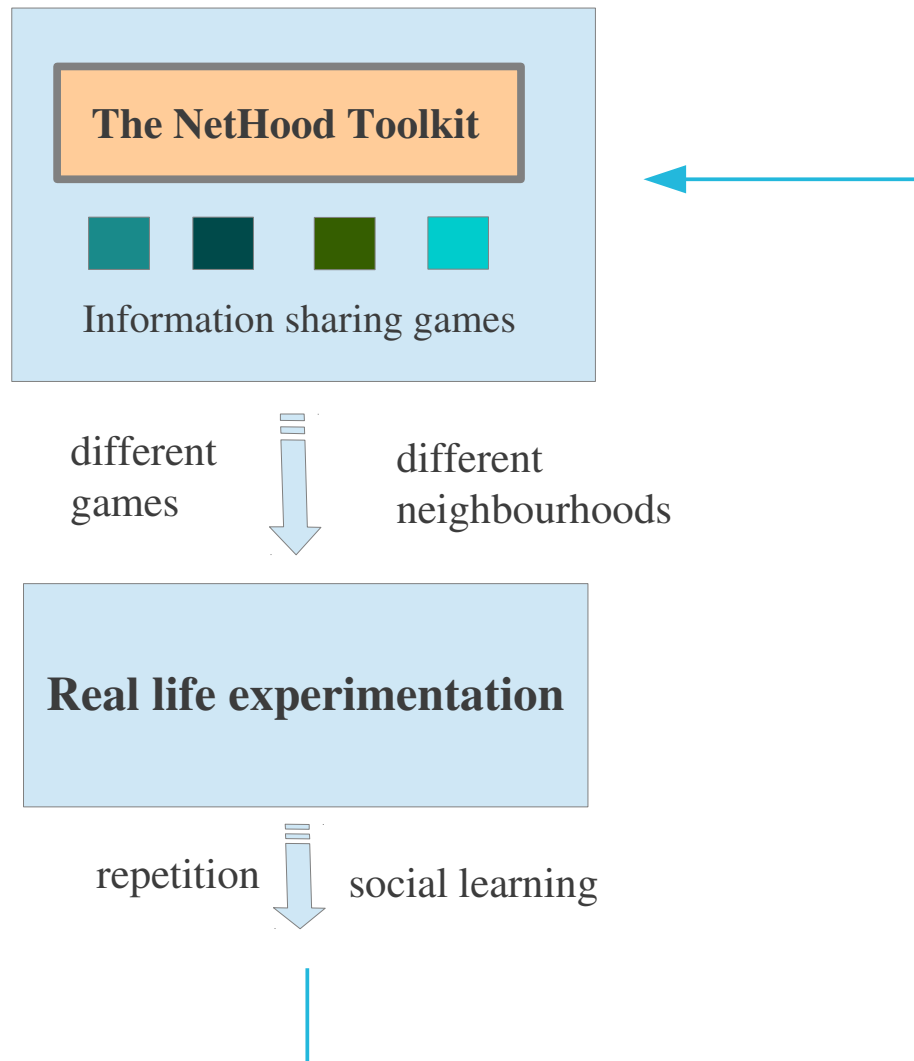 The NetHood Toolkit
Information sharing games
different
games
different
neighbourhoods
Real life experimentation
repetition
social learning